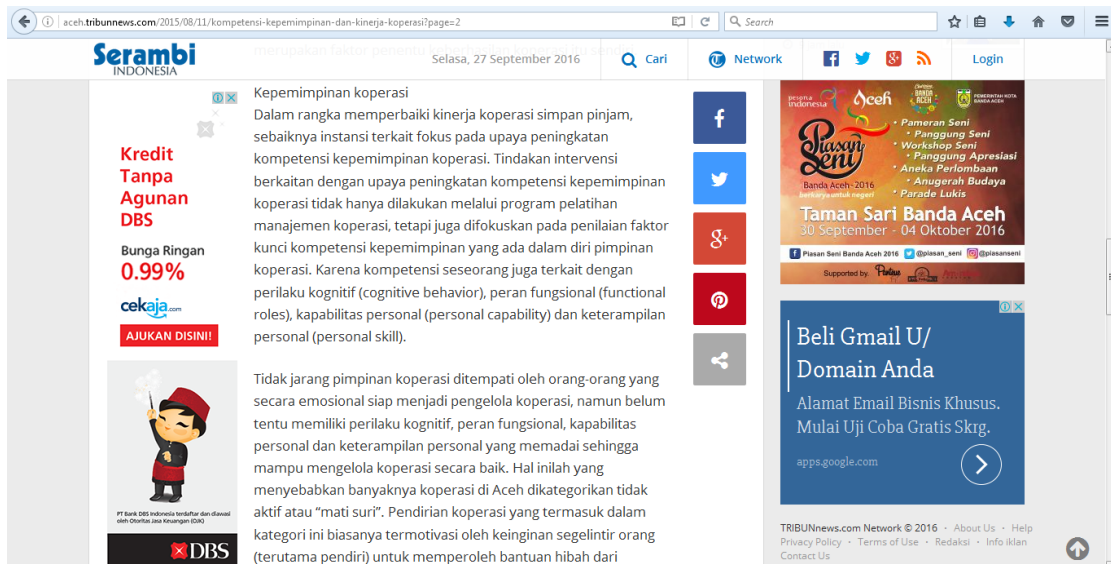 aceh.tribunnews.com/2015/08/11/kompetensi-kepemimpinan-dan-kinerja-koperasi?page=2
Search
Serambi
INDONESIA
Selasa, 27 September 2016
Cari
Network
Login
Kredit
Tanpa
Agunan
DBS
Bunga Ringan
0.99%
cekaja.com
AJUKAN DISINI!
PT Bank DBS Indonesia terdaftar dan diawasi
oleh Otoritas Jasa Keuangan (OJK)
DBS
Kepemimpinan koperasi
Dalam rangka memperbaiki kinerja koperasi simpan pinjam,
sebaiknya instansi terkait fokus pada upaya peningkatan
kompetensi kepemimpinan koperasi. Tindakan intervensi
berkaitan dengan upaya peningkatan kompetensi kepemimpinan
koperasi tidak hanya dilakukan melalui program pelatihan
manajemen koperasi, tetapi juga difokuskan pada penilaian faktor
kunci kompetensi kepemimpinan yang ada dalam diri pimpinan
koperasi. Karena kompetensi seseorang juga terkait dengan
perilaku kognitif (cognitive behavior), peran fungsional (functional
roles), kapabilitas personal (personal capability) dan keterampilan
personal (personal skill).
Tidak jarang pimpinan koperasi ditempati oleh orang-orang yang
secara emosional siap menjadi pengelola koperasi, namun belum
tentu memiliki perilaku kognitif, peran fungsional, kapabilitas
personal dan keterampilan personal yang memadai sehingga
mampu mengelola koperasi secara baik. Hal inilah yang
menyebabkan banyaknya koperasi di Aceh dikategorikan tidak
aktif atau “mati suri”. Pendirian koperasi yang termasuk dalam
kategori ini biasanya termotivasi oleh keinginan segelintir orang
(terutama pendiri) untuk memperoleh bantuan hibah dari
pesona indonesia
Aceh
BANDA ACEH
PEMERINTAH KOTA
BANDA ACEH
Piasan
Seni
Banda Aceh-2016
berkarya untuk negeri
• Pameran Seni
• Panggung Seni
• Workshop Seni
• Panggung Apresiasi
• Aneka Perlombaan
• Anugerah Budaya
• Parade Lukis
Taman Sari Banda Aceh
30 September - 04 Oktober 2016
Piasan Seni Banda Aceh 2016 @piasan_seni @piasanseni
Supported by.
Beli Gmail U/
Domain Anda
Alamat Email Bisnis Khusus.
Mulai Uji Coba Gratis Skrg.
apps.google.com
TRIBUNnews.com Network © 2016 · About Us · Help
Privacy Policy · Terms of Use · Redaksi · Info iklan
Contact Us